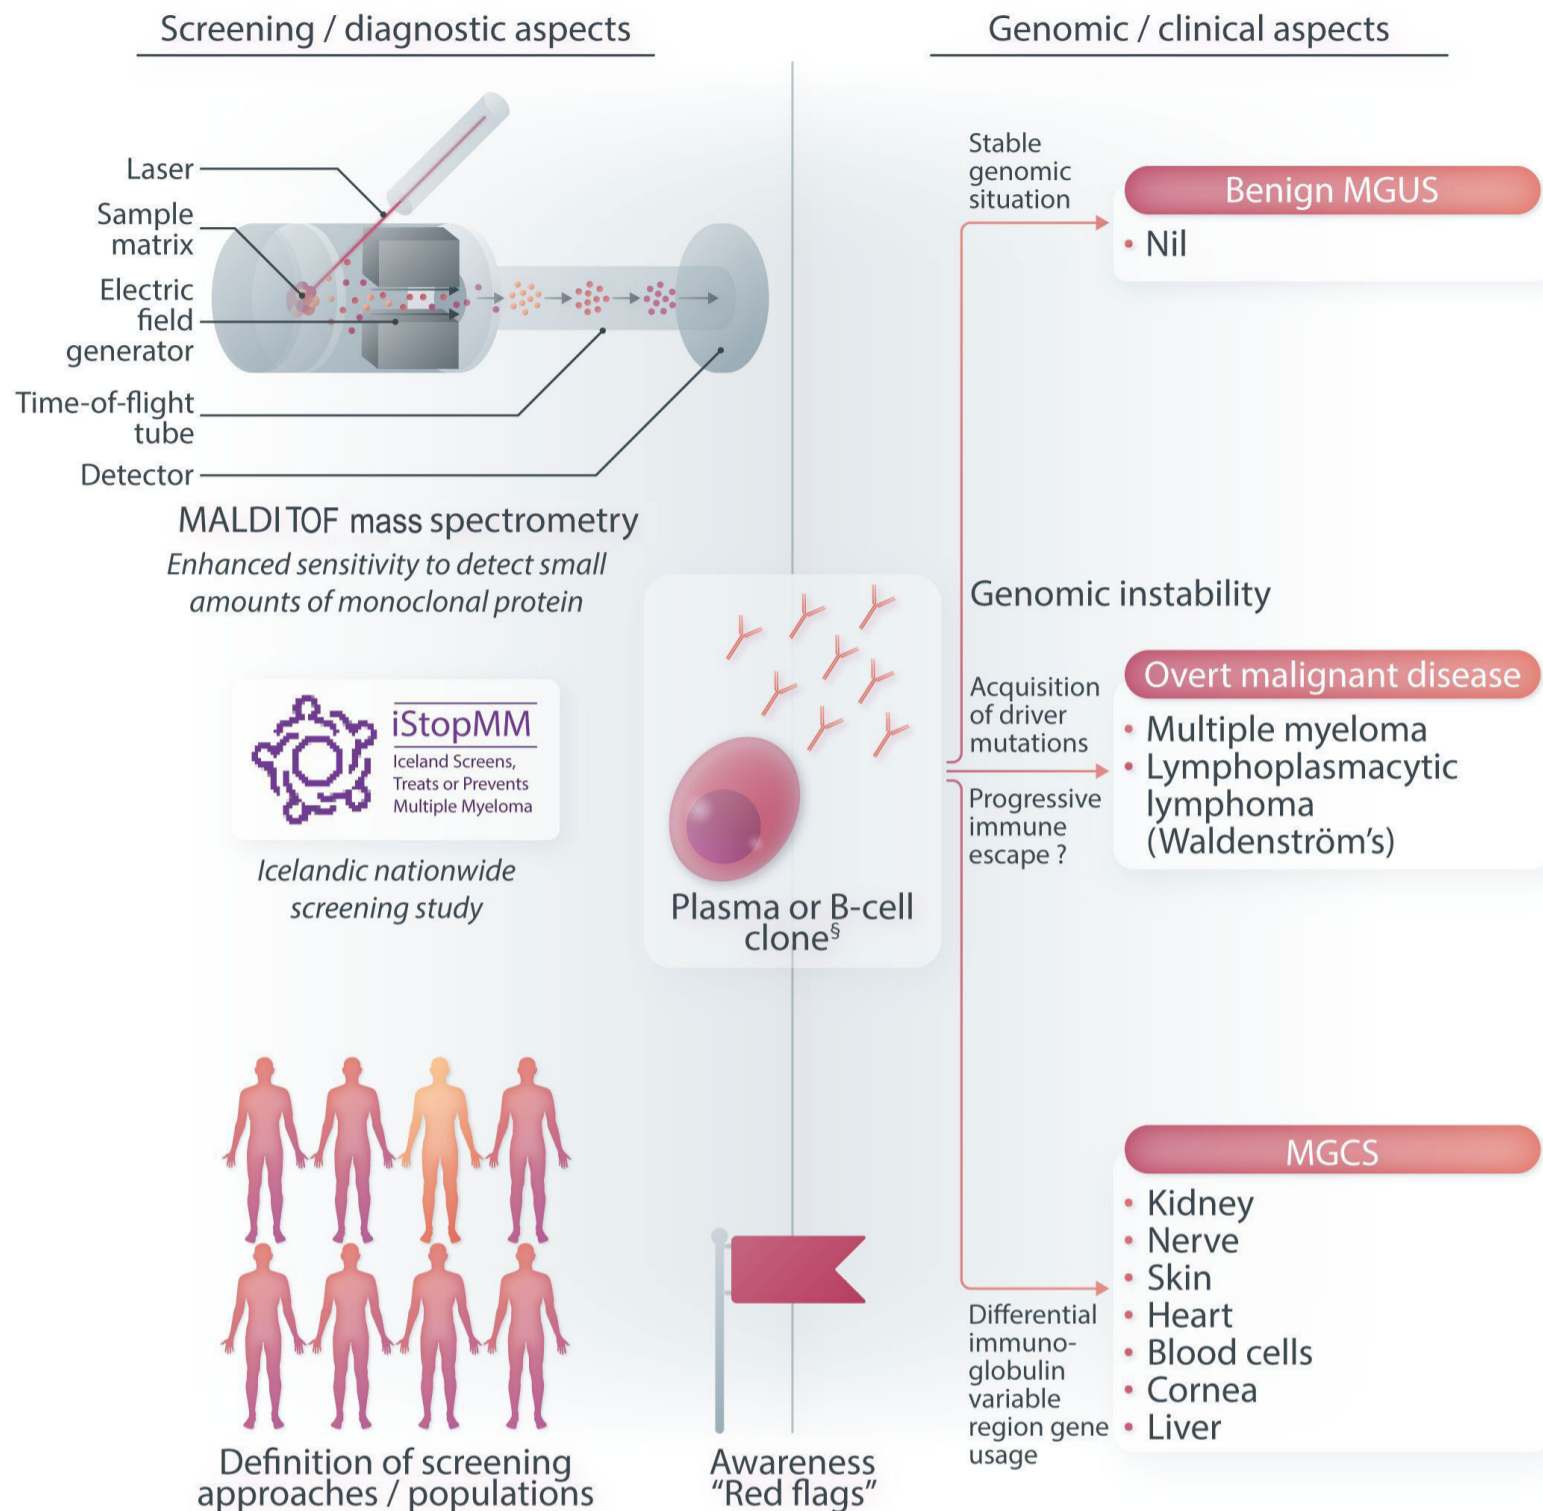 Screening / diagnostic aspects
Laser
Sample
matrix
Electric
field
generator
Time-of-flight
tube
Detector
MALDI TOF mass spectrometry
Enhanced sensitivity to detect small
amounts of monoclonal protein
iStopMM
Iceland Screens,
Treats or Prevents
Multiple Myeloma
Icelandic nationwide
screening study
Definition of screening
approaches / populations
Plasma or B-cell
clone§
Awareness
"Red flags"
Genomic / clinical aspects
Stable
genomic
situation
Benign MGUS
• Nil
Genomic instability
Acquisition
of driver
mutations
Progressive
immune
escape ?
Overt malignant disease
• Multiple myeloma
• Lymphoplasmacytic
lymphoma
(Waldenström's)
Differential
immuno-
globulin
variable
region gene
usage
MGCS
• Kidney
• Nerve
• Skin
• Heart
• Blood cells
• Cornea
• Liver